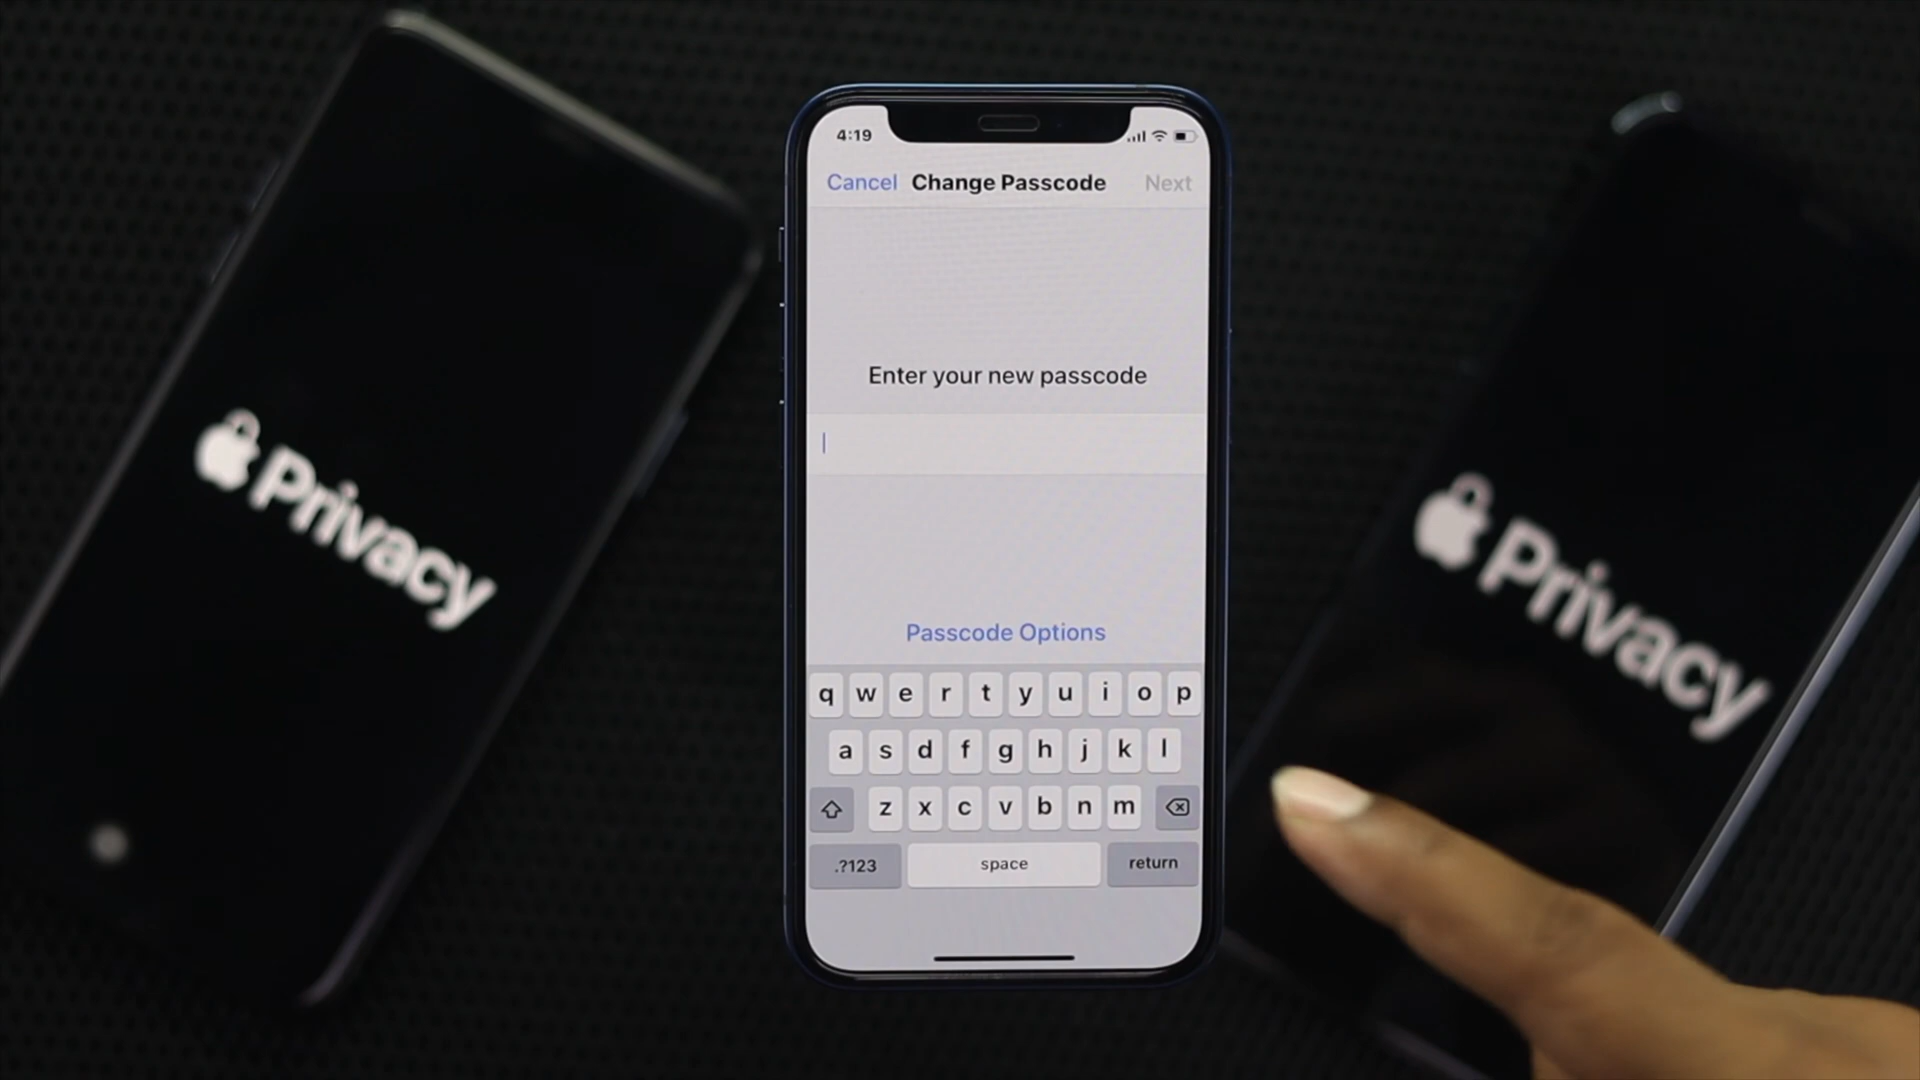 4:19
Cancel Change Passcode Next
Enter your new passcode
Passcode Options
q w e r t y u i o p
a s d f g h j k l
z x c v b n m
.?123 space return
Privacy
Privacy